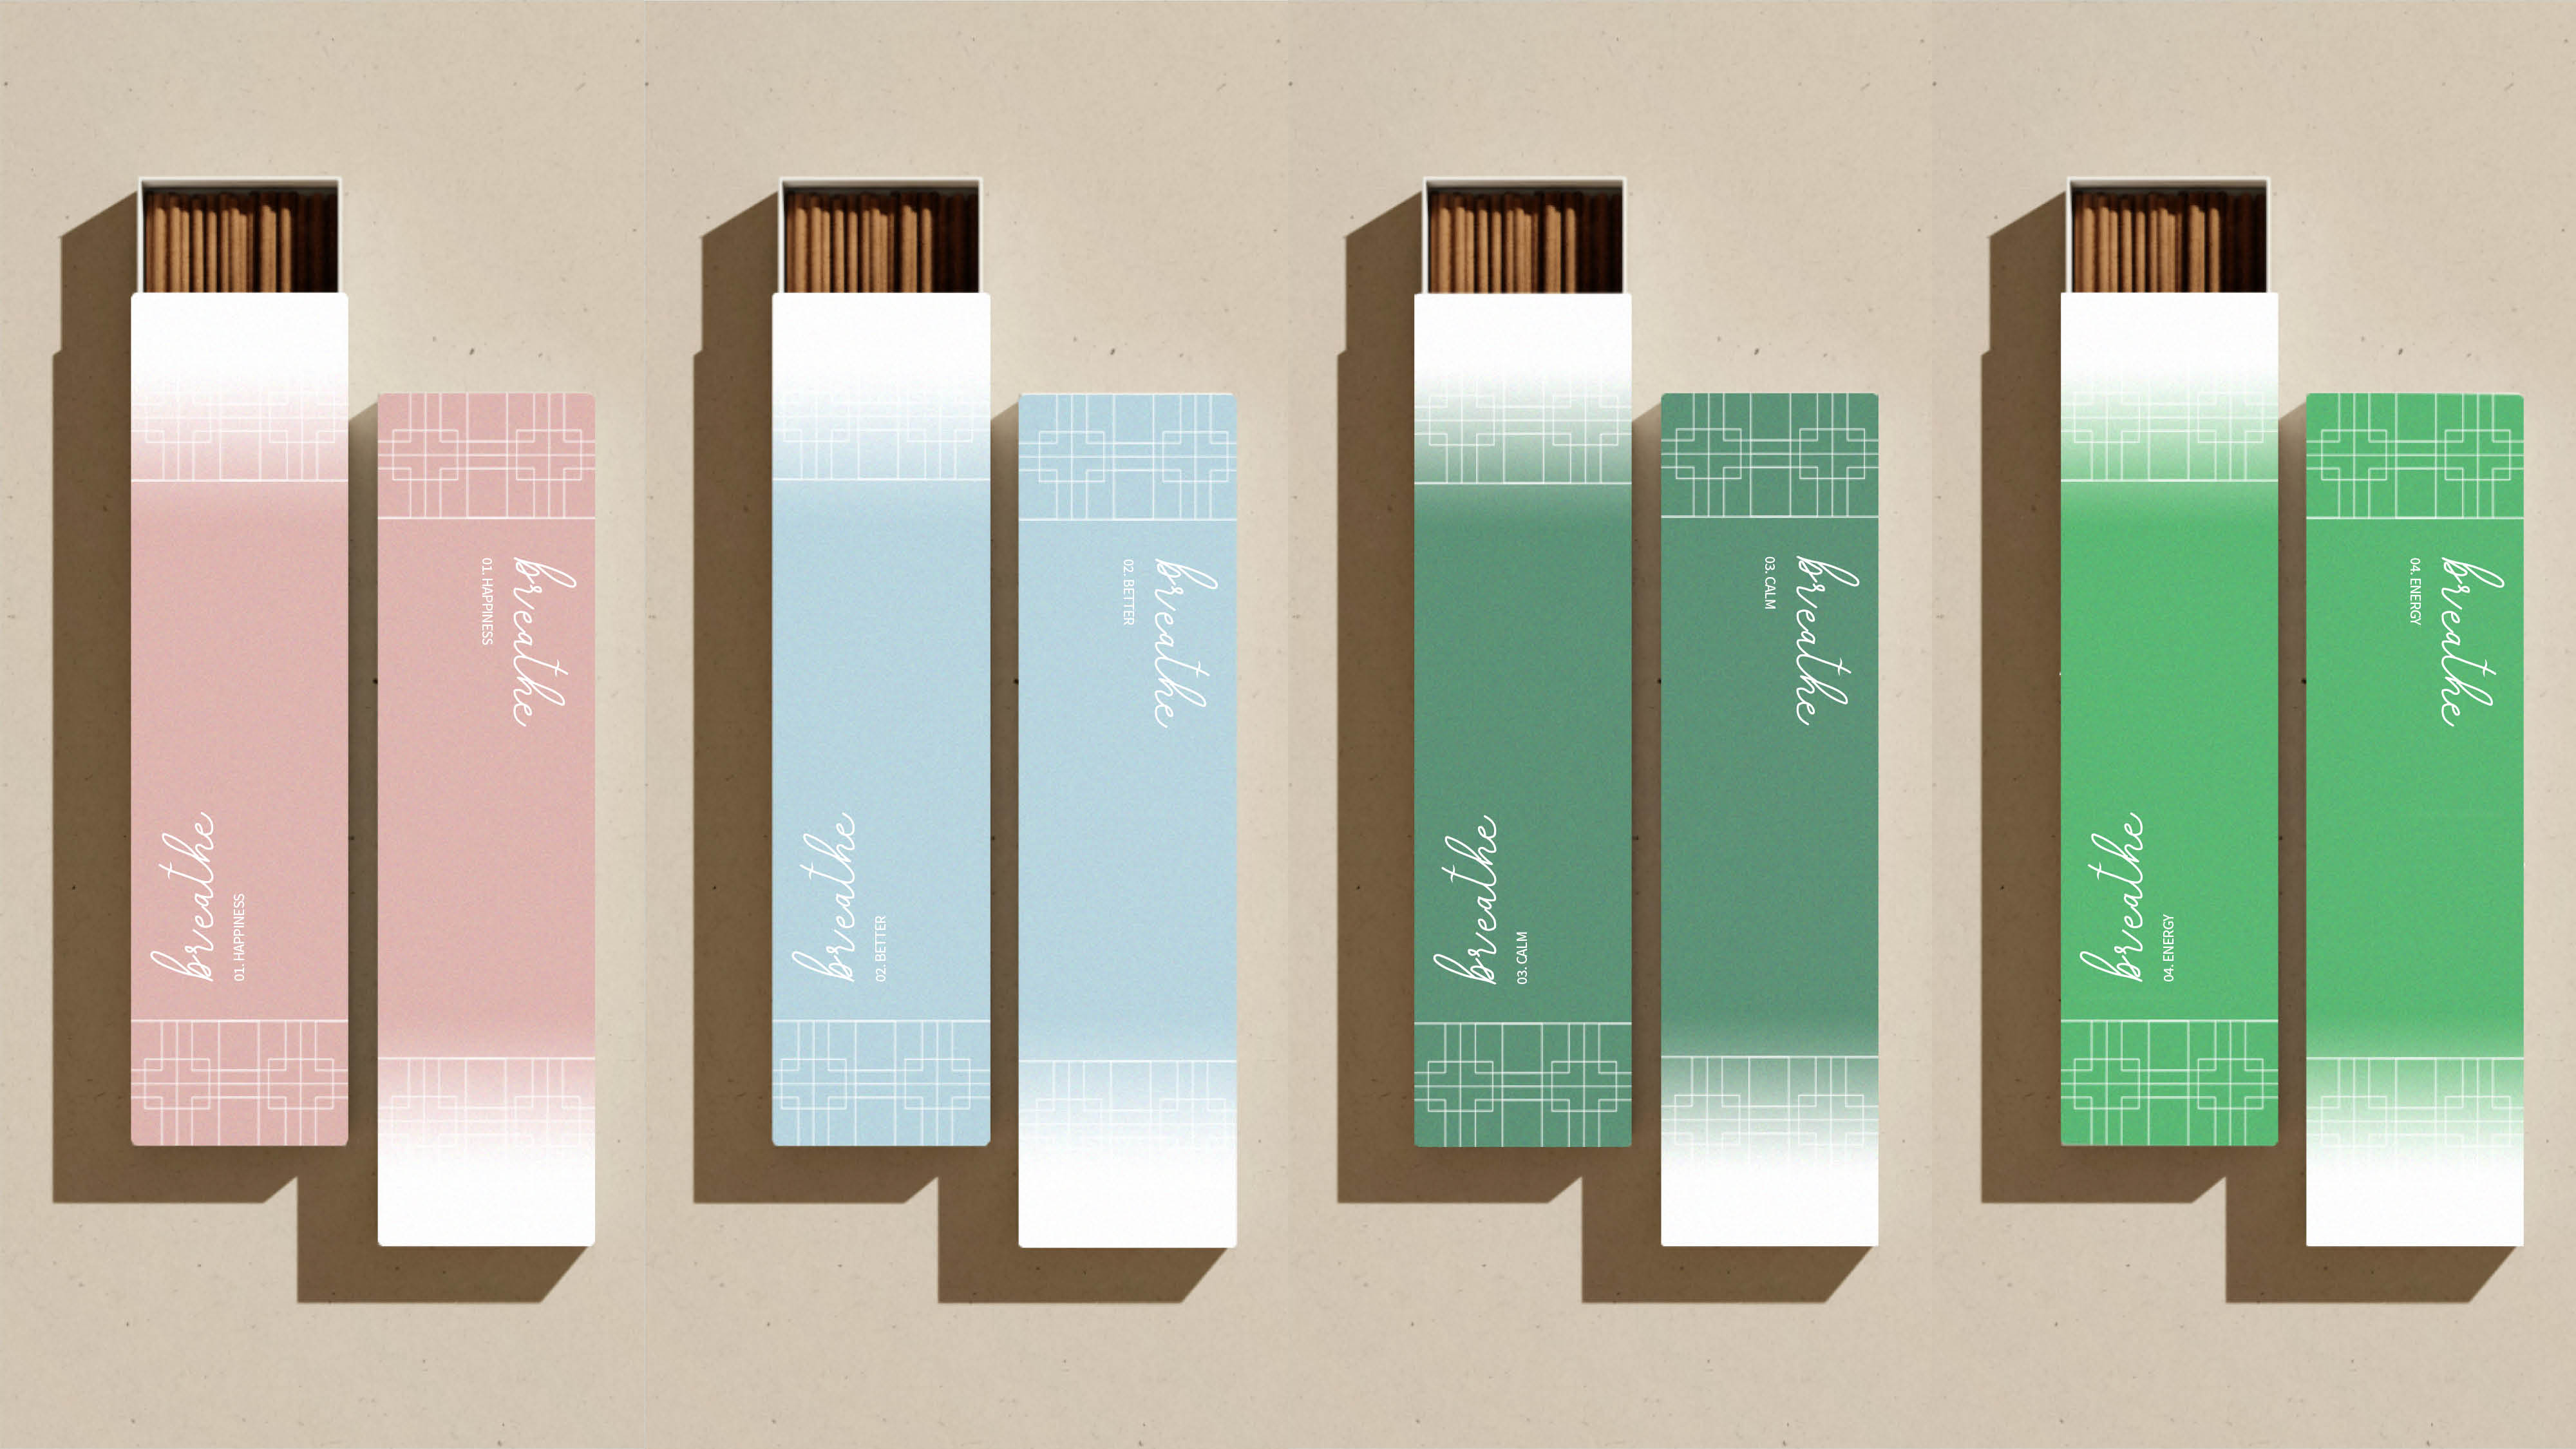 breathe
01. HAPPINESS
breathe
01. HAPPINESS
breathe
02. BETTER
breathe
02. BETTER
breathe
03. CALM
breathe
03. CALM
breathe
04. ENERGY
breathe
04. ENERGY